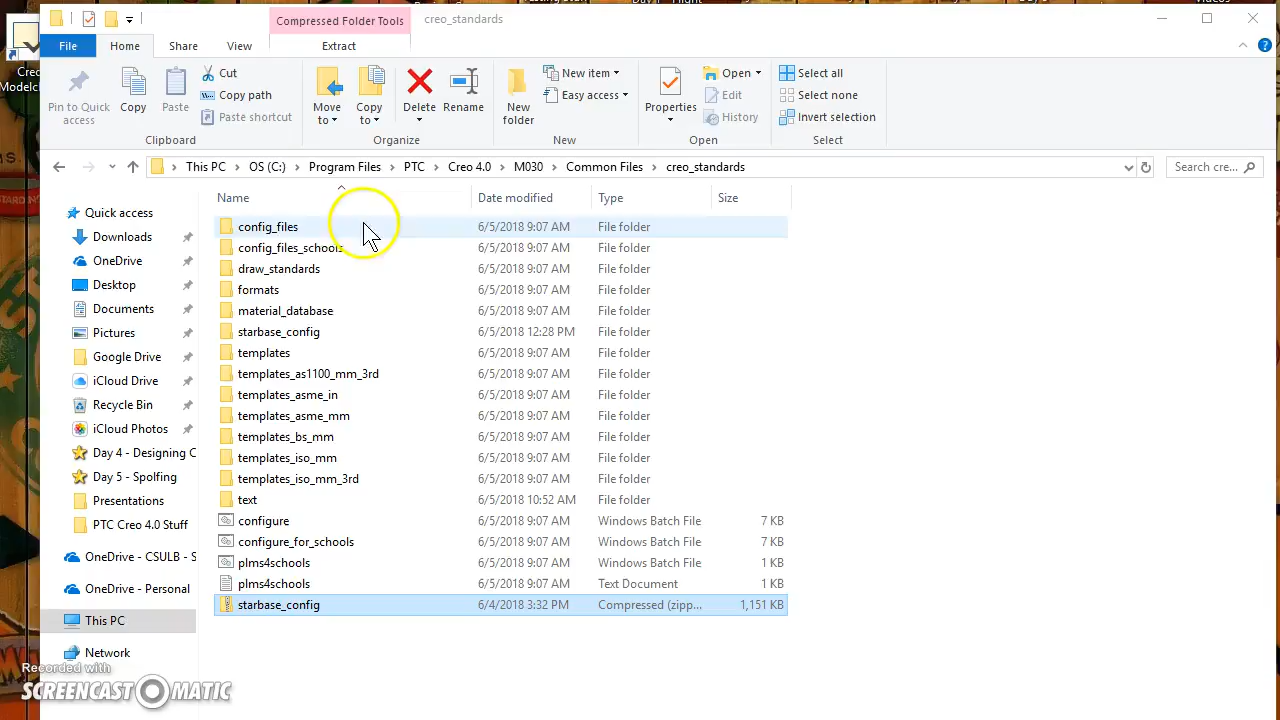 Compressed Folder Tools
creo_standards
File
Home
Share
View
Extract
Pin to Quick access
Copy
Paste
Cut
Copy path
Paste shortcut
Clipboard
Move to
Copy to
Delete
Rename
Organize
New folder
New item
Easy access
New
Properties
Open
Edit
History
Open
Select all
Select none
Invert selection
Select
This PC
OS (C:)
Program Files
PTC
Creo 4.0
M030
Common Files
creo_standards
Search cre...
Name Date modified Type Size
config_files 6/5/2018 9:07 AM File folder
config_files_schools 6/5/2018 9:07 AM File folder
draw_standards 6/5/2018 9:07 AM File folder
formats 6/5/2018 9:07 AM File folder
material_database 6/5/2018 9:07 AM File folder
starbase_config 6/5/2018 12:28 PM File folder
templates 6/5/2018 9:07 AM File folder
templates_as1100_mm_3rd 6/5/2018 9:07 AM File folder
templates_asme_in 6/5/2018 9:07 AM File folder
templates_asme_mm 6/5/2018 9:07 AM File folder
templates_bs_mm 6/5/2018 9:07 AM File folder
templates_iso_mm 6/5/2018 9:07 AM File folder
templates_iso_mm_3rd 6/5/2018 9:07 AM File folder
text 6/5/2018 10:52 AM File folder
configure 6/5/2018 9:07 AM Windows Batch File 7 KB
configure_for_schools 6/5/2018 9:07 AM Windows Batch File 7 KB
plms4schools 6/5/2018 9:07 AM Windows Batch File 1 KB
plms4schools 6/5/2018 9:07 AM Text Document 1 KB
starbase_config 6/4/2018 3:32 PM Compressed (zipp... 1,151 KB
Quick access
Downloads
OneDrive
Desktop
Documents
Pictures
Google Drive
iCloud Drive
Recycle Bin
iCloud Photos
Day 4 - Designing C
Day 5 - Spolfing
Presentations
PTC Creo 4.0 Stuff
OneDrive - CSULB - S
OneDrive - Personal
This PC
Network
Creo
Modelch
Recorded with
SCREENCAST MATIC